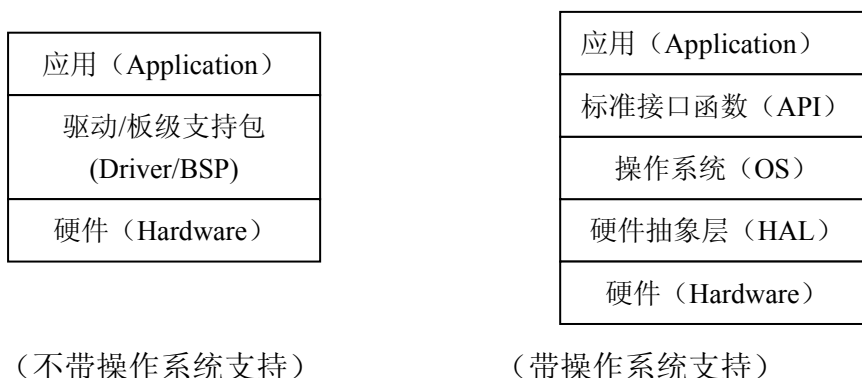 应用（Application）
驱动/板级支持包
(Driver/BSP)
硬件（Hardware）
（不带操作系统支持）
应用（Application）
标准接口函数（API）
操作系统（OS）
硬件抽象层（HAL）
硬件（Hardware）
（带操作系统支持）